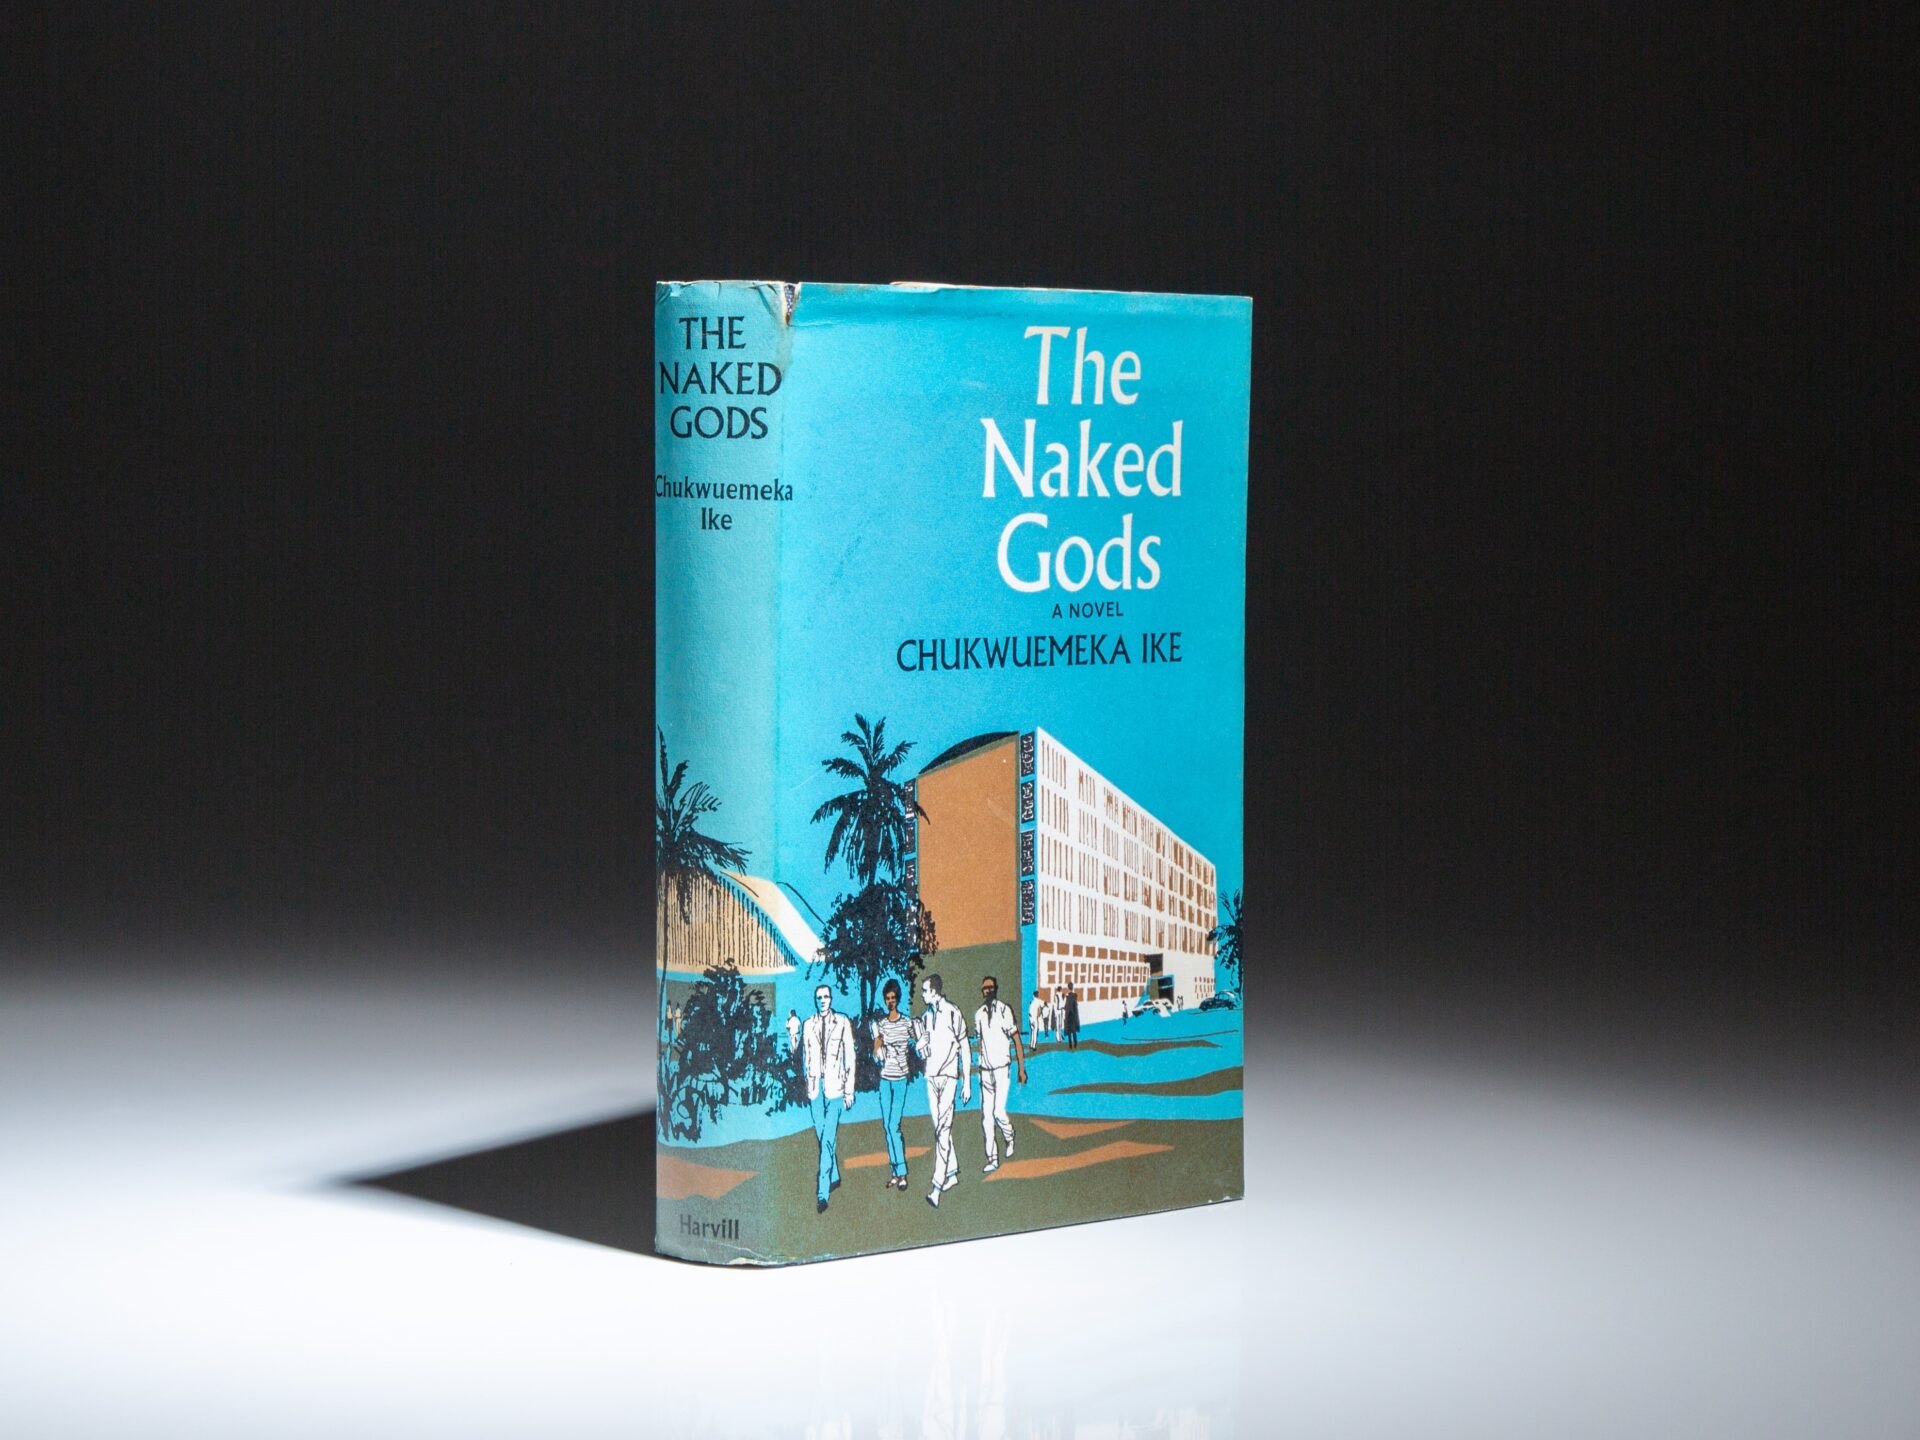 THE
NAKED
GODS
Chukwuemeka
Ike
Harvill
The
Naked
Gods
A NOVEL
CHUKWUEMEKA IKE